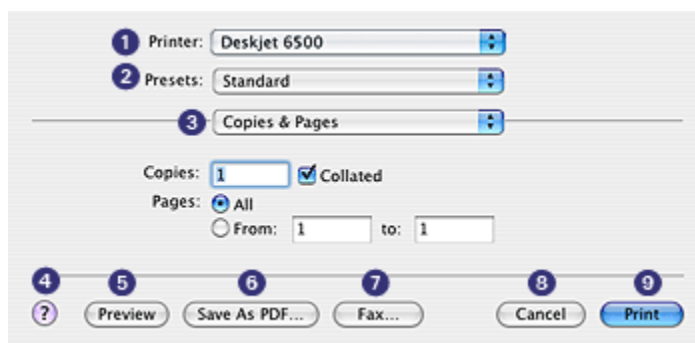 1 Printer: Deskjet 6500
2 Presets: Standard
3 Copies & Pages
Copies: 1 Collated
Pages: All
From: 1 to: 1
4 5 6 7 8 9
? Preview Save As PDF... Fax... Cancel Print